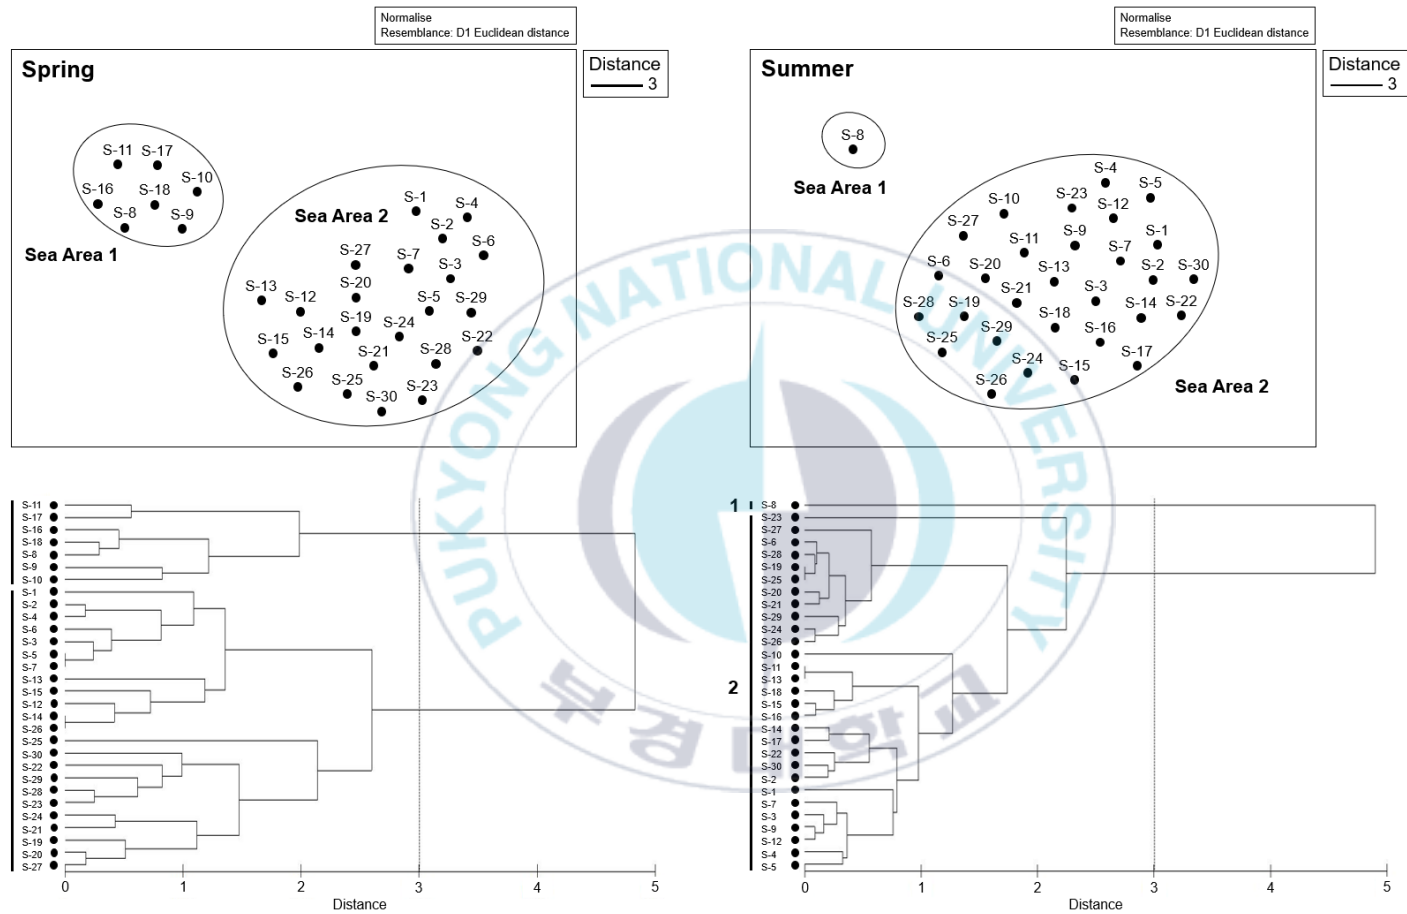 Normalise
Resemblance: D1 Euclidean distance
Distance
3
Spring
S-11 S-17
S-10
S-16 S-18
S-8 S-9
Sea Area 1
Sea Area 2
S-1 S-4
S-2
S-6
S-27 S-7
S-3
S-13 S-20
S-12 S-5 S-29
S-19 S-24
S-15 S-14 S-22
S-21 S-28
S-26 S-25 S-23
S-30
Normalise
Resemblance: D1 Euclidean distance
Distance
3
Summer
S-8
Sea Area 1
S-4
S-5
S-10 S-23 S-12
S-27
S-11 S-9 S-1
S-7
S-6 S-20 S-13 S-2 S-30
S-21 S-3
S-28 S-19 S-14 S-22
S-18 S-16
S-25 S-29
S-24 S-15 S-17
S-26
Sea Area 2
S-11
S-17
S-16
S-18
S-8
S-9
S-10
S-1
S-2
S-4
S-6
S-3
S-5
S-7
S-13
S-15
S-12
S-14
S-26
S-25
S-30
S-22
S-29
S-28
S-23
S-24
S-21
S-19
S-20
S-27
0 1 2 3 4 5
Distance
1
2
S-8
S-23
S-27
S-6
S-28
S-19
S-25
S-20
S-21
S-29
S-24
S-26
S-10
S-11
S-13
S-18
S-15
S-16
S-14
S-17
S-22
S-30
S-2
S-1
S-7
S-3
S-9
S-12
S-4
S-5
0 1 2 3 4 5
Distance
PUKYONG NATIONAL UNIVERSITY
부경대학교